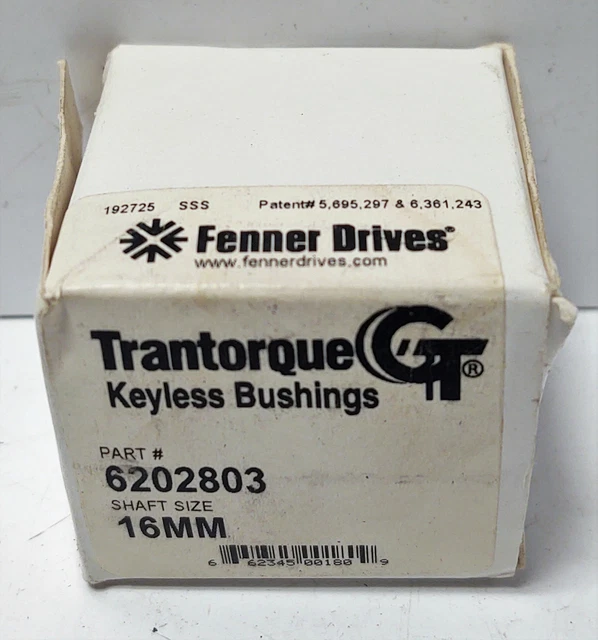 192725 SSS Patent# 5,695,297 & 6,361,243
Fenner Drives®
www.fennerdrives.com
Trantorque GT®
Keyless Bushings
PART #
6202803
SHAFT SIZE
16MM
6 62345 00180 9